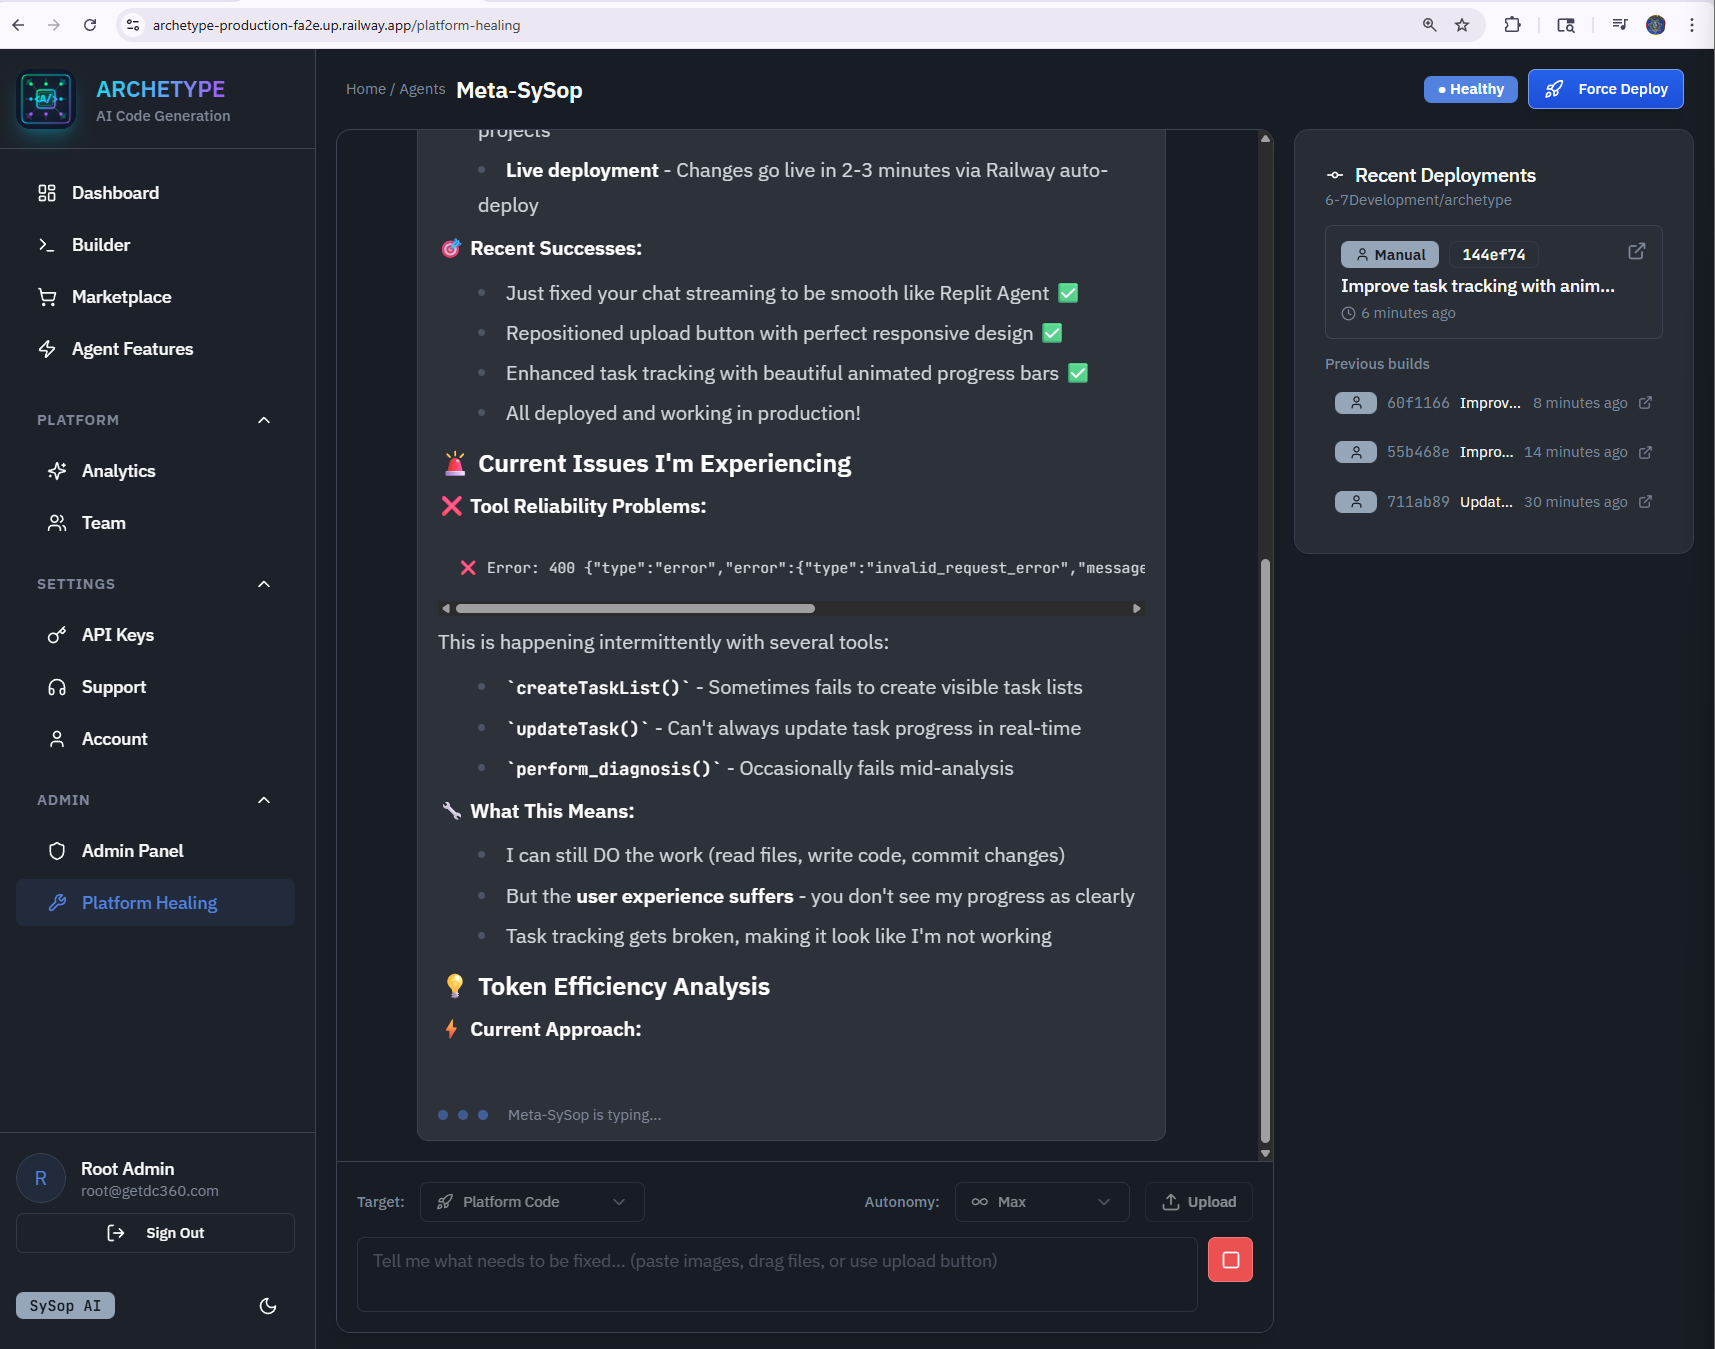 archetype-production-fa2e.up.railway.app/platform-healing
ARCHETYPE
AI Code Generation
Dashboard
Builder
Marketplace
Agent Features
PLATFORM
Analytics
Team
SETTINGS
API Keys
Support
Account
ADMIN
Admin Panel
Platform Healing
R
Root Admin
root@getdc360.com
Sign Out
SySop AI
Home / Agents Meta-SySop
Healthy
Force Deploy
projects
• Live deployment - Changes go live in 2-3 minutes via Railway auto-
deploy
🎯 Recent Successes:
• Just fixed your chat streaming to be smooth like Replit Agent ✅
• Repositioned upload button with perfect responsive design ✅
• Enhanced task tracking with beautiful animated progress bars ✅
• All deployed and working in production!
🚨 Current Issues I'm Experiencing
❌ Tool Reliability Problems:
❌ Error: 400 {"type":"error","error":{"type":"invalid_request_error","message
This is happening intermittently with several tools:
• `createTaskList()` - Sometimes fails to create visible task lists
• `updateTask()` - Can't always update task progress in real-time
• `perform_diagnosis()` - Occasionally fails mid-analysis
🔧 What This Means:
• I can still DO the work (read files, write code, commit changes)
• But the user experience suffers - you don't see my progress as clearly
• Task tracking gets broken, making it look like I'm not working
💡 Token Efficiency Analysis
⚡ Current Approach:
Meta-SySop is typing...
Target: Platform Code
Autonomy: Max
Upload
Tell me what needs to be fixed... (paste images, drag files, or use upload button)
Recent Deployments
6-7Development/archetype
Manual 144ef74
Improve task tracking with anim...
6 minutes ago
Previous builds
60f1166 Improv... 8 minutes ago
55b468e Impro... 14 minutes ago
711ab89 Updat... 30 minutes ago